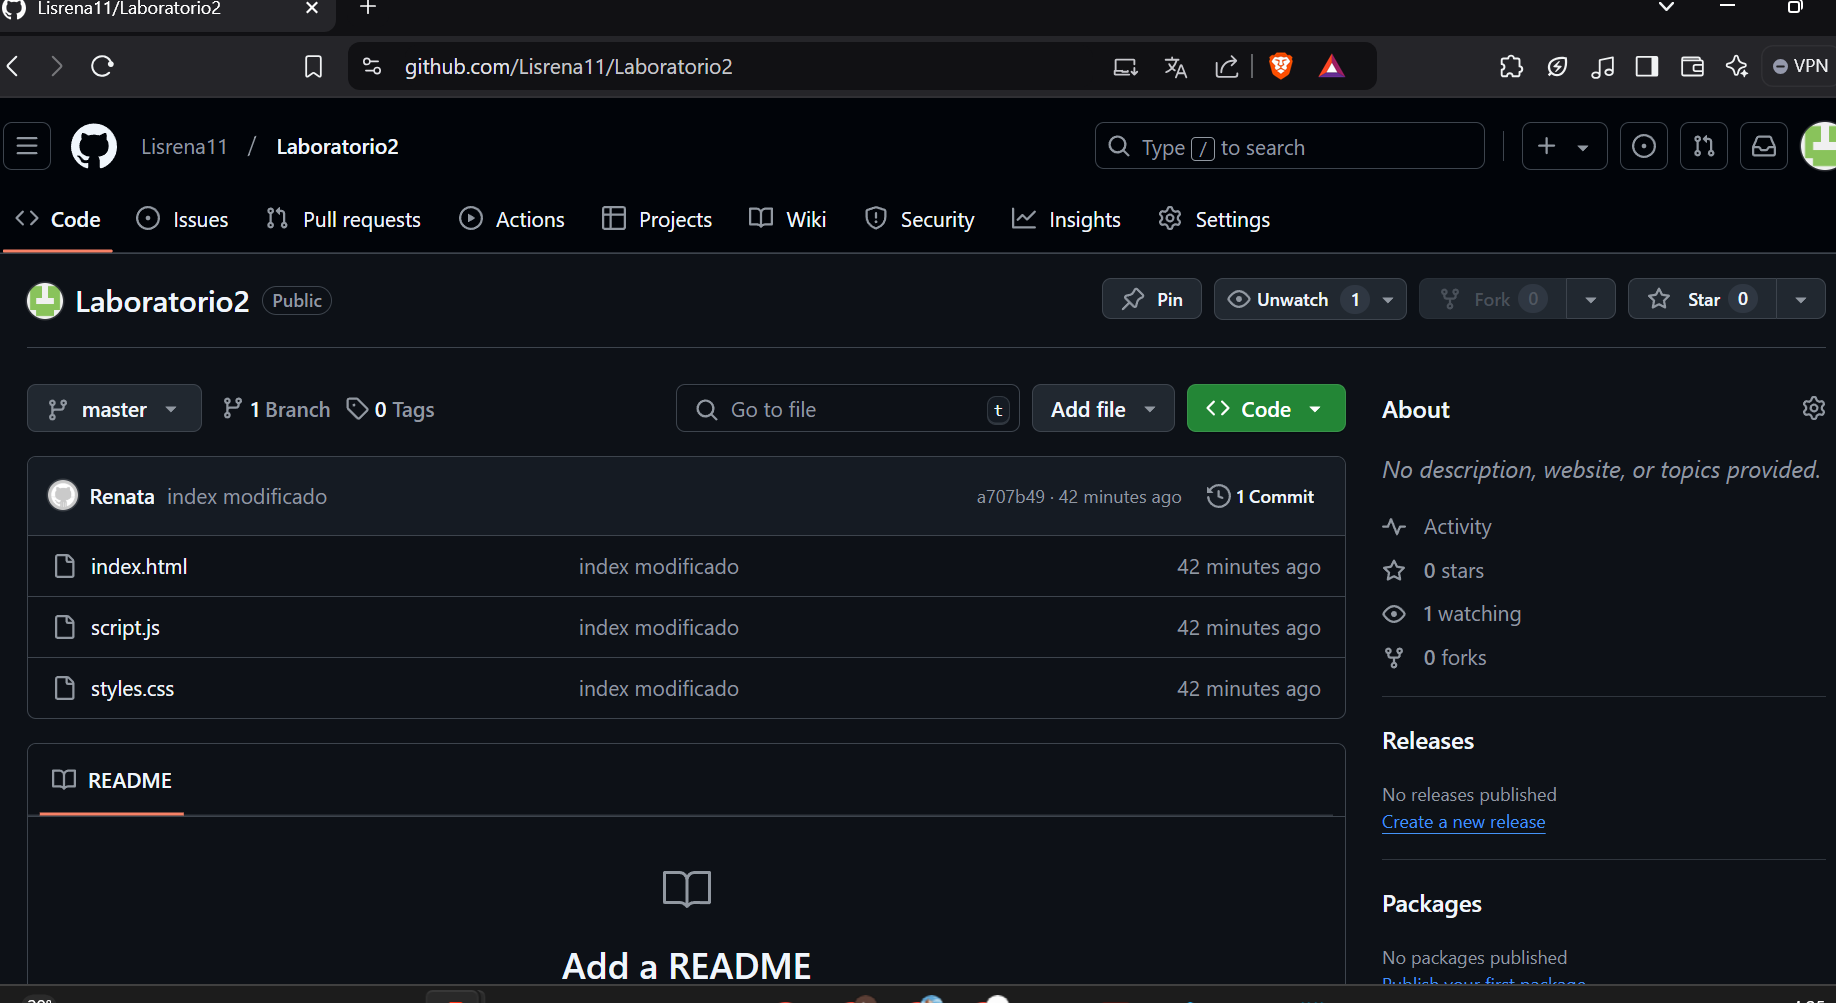 Lisrena11/Laboratorio2
github.com/Lisrena11/Laboratorio2
VPN
Lisrena11 / Laboratorio2
Type / to search
Code Issues Pull requests Actions Projects Wiki Security Insights Settings
Laboratorio2 Public
Pin Unwatch 1 Fork 0 Star 0
master 1 Branch 0 Tags
Go to file t Add file Code
Renata index modificado a707b49 · 42 minutes ago 1 Commit
index.html index modificado 42 minutes ago
script.js index modificado 42 minutes ago
styles.css index modificado 42 minutes ago
README
Add a README
About
No description, website, or topics provided.
Activity
0 stars
1 watching
0 forks
Releases
No releases published
Create a new release
Packages
No packages published
Publish your first package